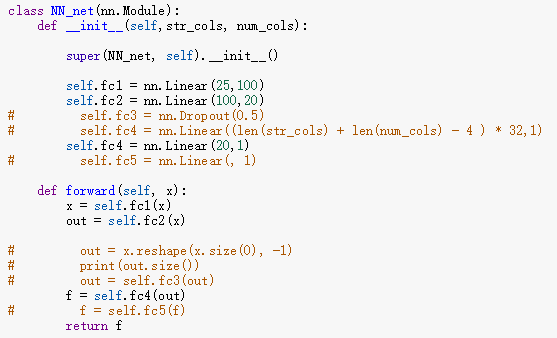 class NN_net(nn.Module):
    def __init__(self,str_cols, num_cols):
        super(NN_net, self).__init__()
        self.fc1 = nn.Linear(25,100)
        self.fc2 = nn.Linear(100,20)
#         self.fc3 = nn.Dropout(0.5)
#         self.fc4 = nn.Linear((len(str_cols) + len(num_cols) - 4 ) * 32,1)
        self.fc4 = nn.Linear(20,1)
#         self.fc5 = nn.Linear(, 1)
    def forward(self, x):
        x = self.fc1(x)
        out = self.fc2(x)
#         out = x.reshape(x.size(0), -1)
#         print(out.size())
#         out = self.fc3(out)
        f = self.fc4(out)
#         f = self.fc5(f)
        return f